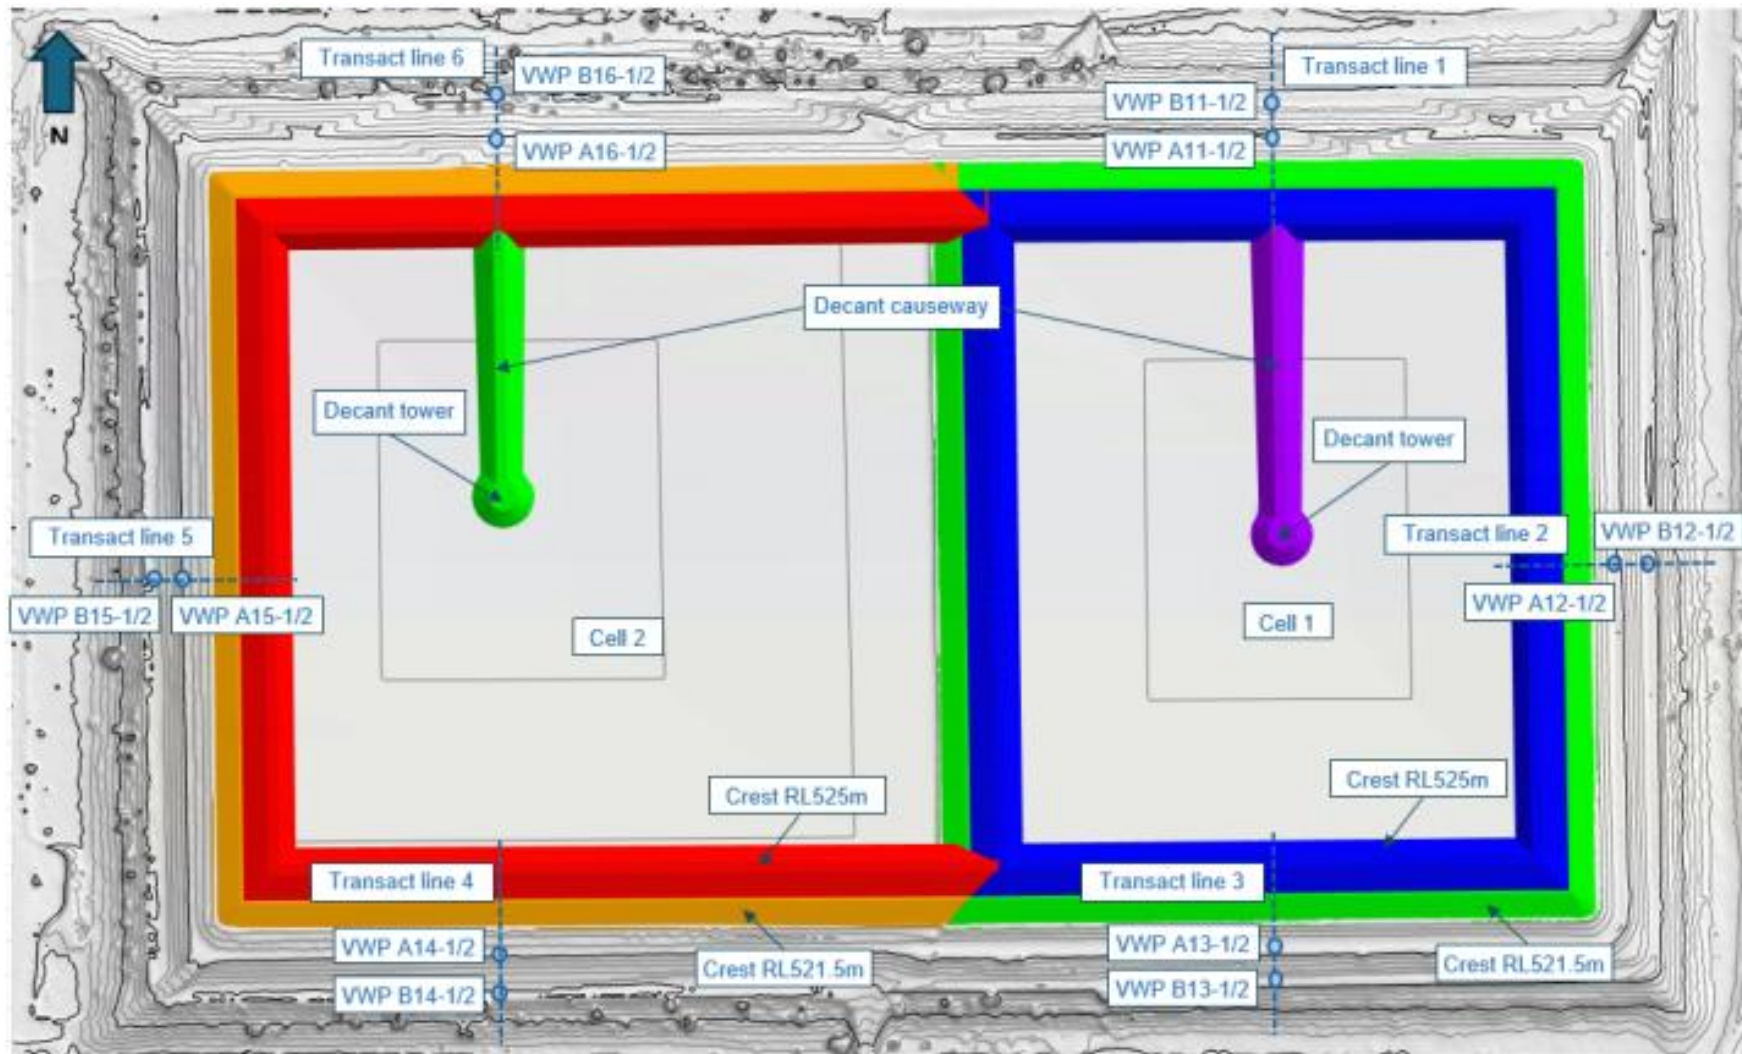 Transact line 6
VWP B16-1/2
Transact line 1
VWP B11-1/2
N
VWP A16-1/2
VWP A11-1/2
Decant causeway
Decant tower
Decant tower
Transact line 5
Transact line 2
VWP B12-1/2
VWP B15-1/2
VWP A15-1/2
VWP A12-1/2
Cell 2
Cell 1
Crest RL525m
Crest RL525m
Transact line 4
Transact line 3
VWP A14-1/2
VWP A13-1/2
Crest RL521.5m
Crest RL521.5m
VWP B14-1/2
VWP B13-1/2